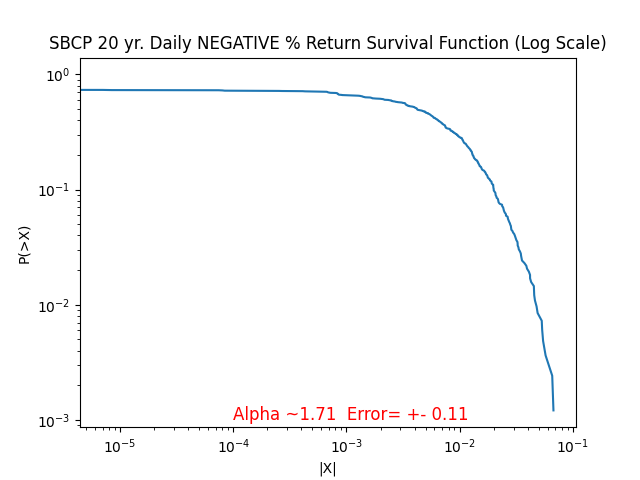 SBCP 20 yr. Daily NEGATIVE % Return Survival Function (Log Scale)
10⁰
10⁻¹
P(>X)
10⁻²
10⁻³
Alpha ~1.71  Error= +- 0.11
10⁻⁵ 10⁻⁴ 10⁻³ 10⁻² 10⁻¹
|X|